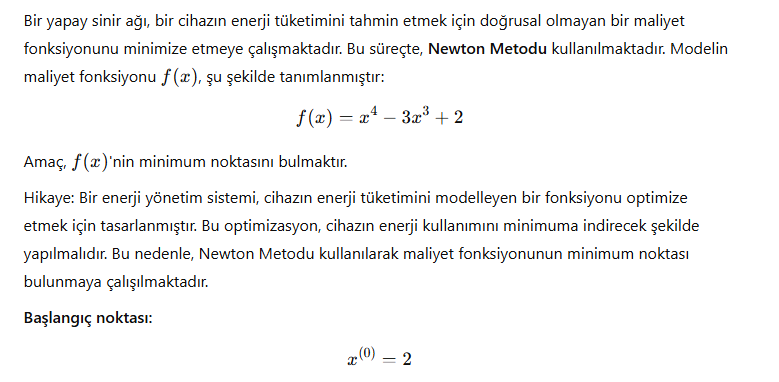 Bir yapay sinir ağı, bir cihazın enerji tüketimini tahmin etmek için doğrusal olmayan bir maliyet
fonksiyonunu minimize etmeye çalışmaktadır. Bu süreçte, Newton Metodu kullanılmaktadır. Modelin
maliyet fonksiyonu f(x), şu şekilde tanımlanmıştır:
f(x) = x⁴ − 3x³ + 2
Amaç, f(x)'nin minimum noktasını bulmaktır.
Hikaye: Bir enerji yönetim sistemi, cihazın enerji tüketimini modelleyen bir fonksiyonu optimize
etmek için tasarlanmıştır. Bu optimizasyon, cihazın enerji kullanımını minimuma indirecek şekilde
yapılmalıdır. Bu nedenle, Newton Metodu kullanılarak maliyet fonksiyonunun minimum noktası
bulunmaya çalışılmaktadır.
Başlangıç noktası:
x⁽⁰⁾ = 2